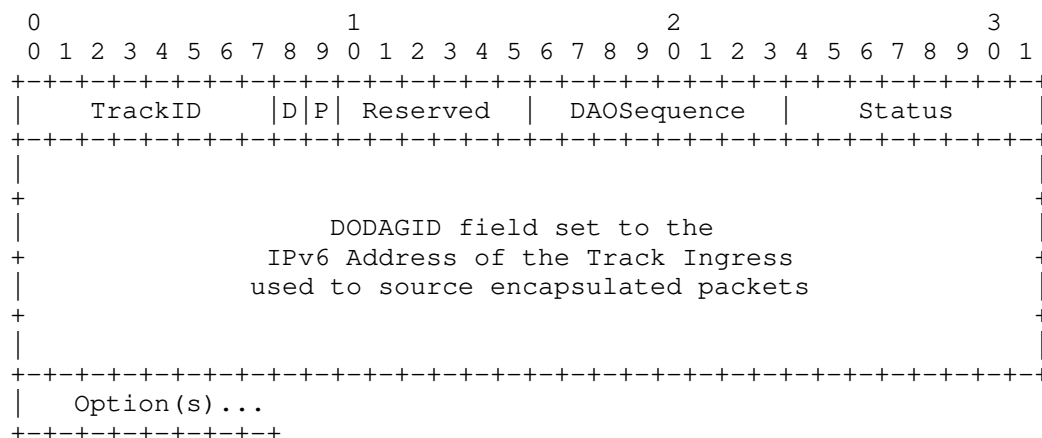 0                   1                   2                   3
 0 1 2 3 4 5 6 7 8 9 0 1 2 3 4 5 6 7 8 9 0 1 2 3 4 5 6 7 8 9 0 1
+-+-+-+-+-+-+-+-+-+-+-+-+-+-+-+-+-+-+-+-+-+-+-+-+-+-+-+-+-+-+-+-+
|    TrackID    |D|P| Reserved  |  DAOSequence  |    Status     |
+-+-+-+-+-+-+-+-+-+-+-+-+-+-+-+-+-+-+-+-+-+-+-+-+-+-+-+-+-+-+-+-+
|                                                               |
+                                                               +
|                   DODAGID field set to the                    |
+               IPv6 Address of the Track Ingress               +
|              used to source encapsulated packets              |
+                                                               +
|                                                               |
+-+-+-+-+-+-+-+-+-+-+-+-+-+-+-+-+-+-+-+-+-+-+-+-+-+-+-+-+-+-+-+-+
|   Option(s)...
+-+-+-+-+-+-+-+-+